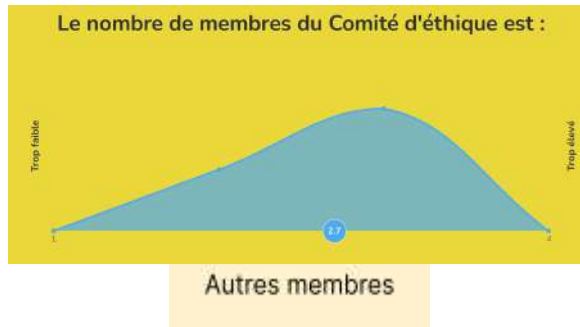 Le nombre de membres du Comité d'éthique est :
Trop faible
Trop élevé
2.7
1
4
Autres membres